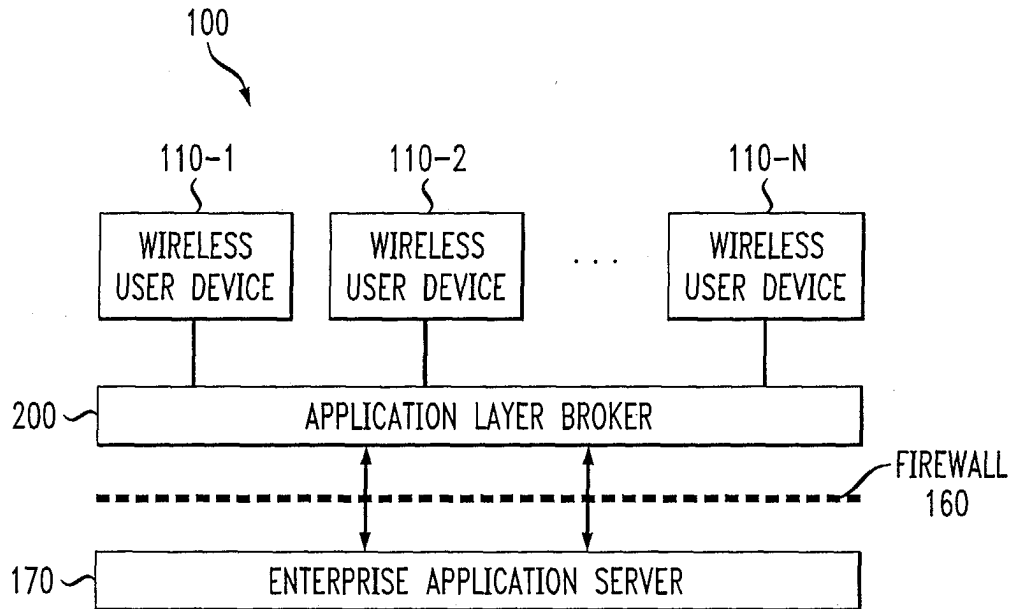 100
110-1
110-2
110-N
WIRELESS
USER DEVICE
WIRELESS
USER DEVICE
. . .
WIRELESS
USER DEVICE
200
APPLICATION LAYER BROKER
FIREWALL
160
170
ENTERPRISE APPLICATION SERVER